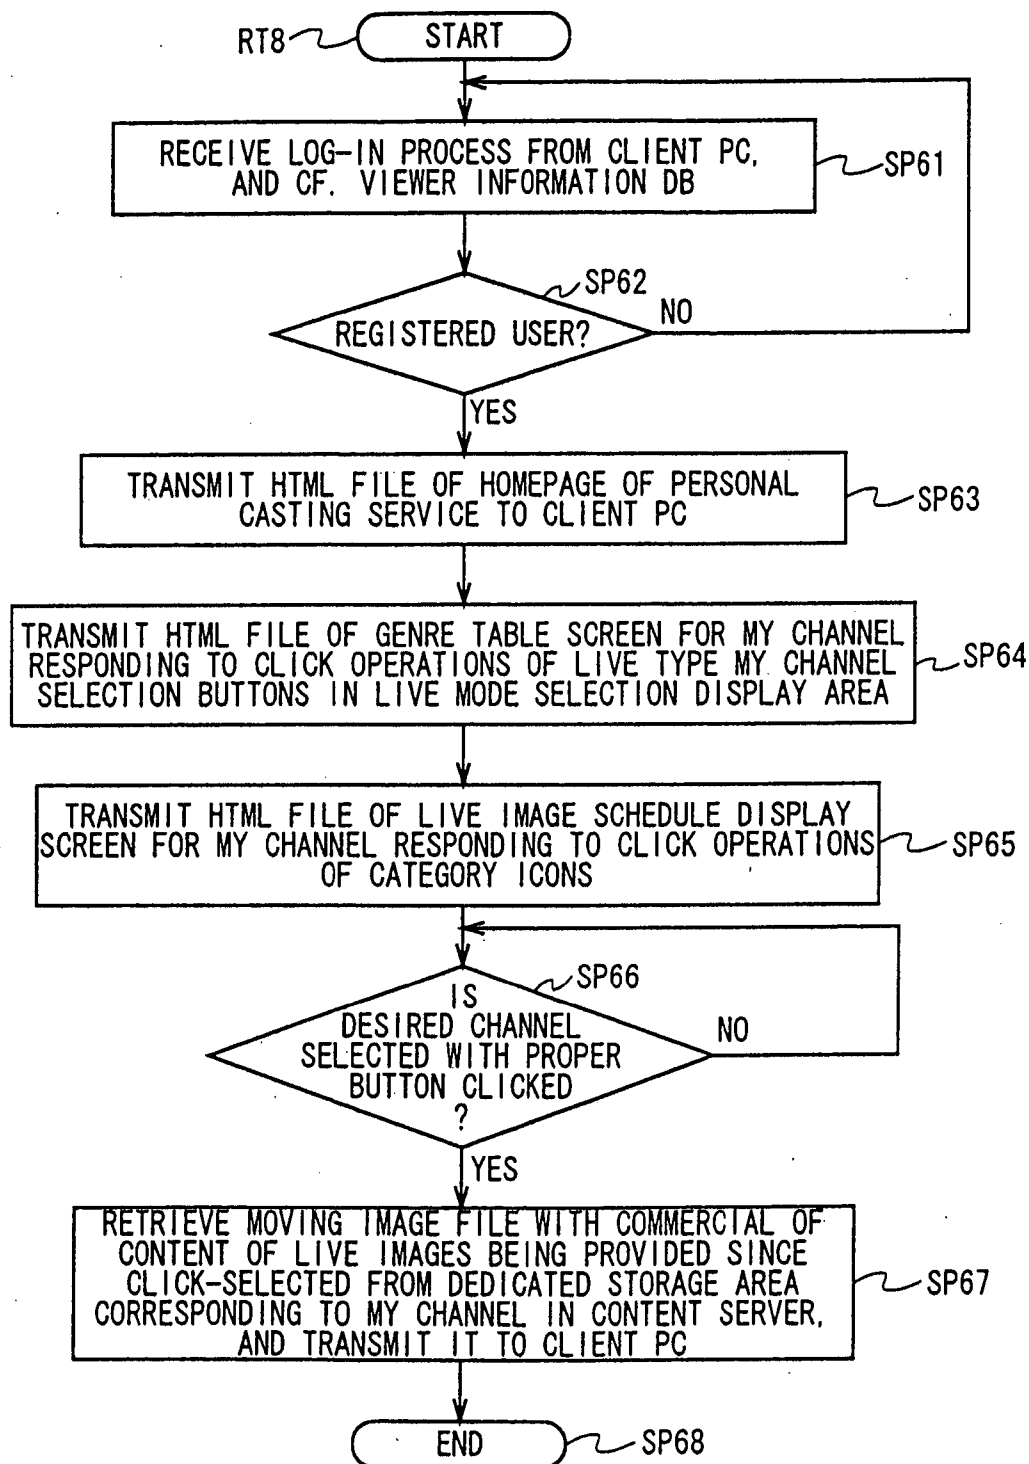 RT8
START
RECEIVE LOG-IN PROCESS FROM CLIENT PC,
AND CF. VIEWER INFORMATION DB
SP61
SP62
REGISTERED USER?
NO
YES
TRANSMIT HTML FILE OF HOMEPAGE OF PERSONAL
CASTING SERVICE TO CLIENT PC
SP63
TRANSMIT HTML FILE OF GENRE TABLE SCREEN FOR MY CHANNEL
RESPONDING TO CLICK OPERATIONS OF LIVE TYPE MY CHANNEL
SELECTION BUTTONS IN LIVE MODE SELECTION DISPLAY AREA
SP64
TRANSMIT HTML FILE OF LIVE IMAGE SCHEDULE DISPLAY
SCREEN FOR MY CHANNEL RESPONDING TO CLICK OPERATIONS
OF CATEGORY ICONS
SP65
SP66
IS
DESIRED CHANNEL
SELECTED WITH PROPER
BUTTON CLICKED
?
NO
YES
RETRIEVE MOVING IMAGE FILE WITH COMMERCIAL OF
CONTENT OF LIVE IMAGES BEING PROVIDED SINCE
CLICK-SELECTED FROM DEDICATED STORAGE AREA
CORRESPONDING TO MY CHANNEL IN CONTENT SERVER,
AND TRANSMIT IT TO CLIENT PC
SP67
END
SP68